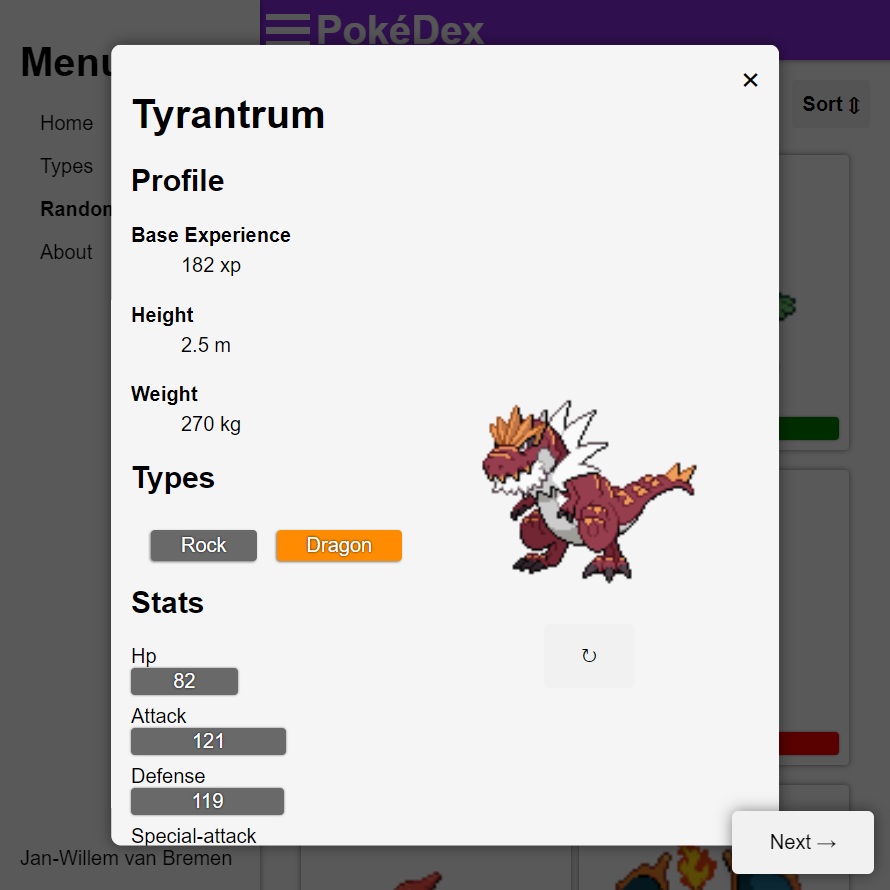 PokéDex
Menu
Home
Types
Random
About
Sort ⇕
×
Tyrantrum
Profile
Base Experience
182 xp
Height
2.5 m
Weight
270 kg
Types
Rock
Dragon
Stats
Hp
82
Attack
121
Defense
119
Special-attack
↻
Next →
Jan-Willem van Bremen